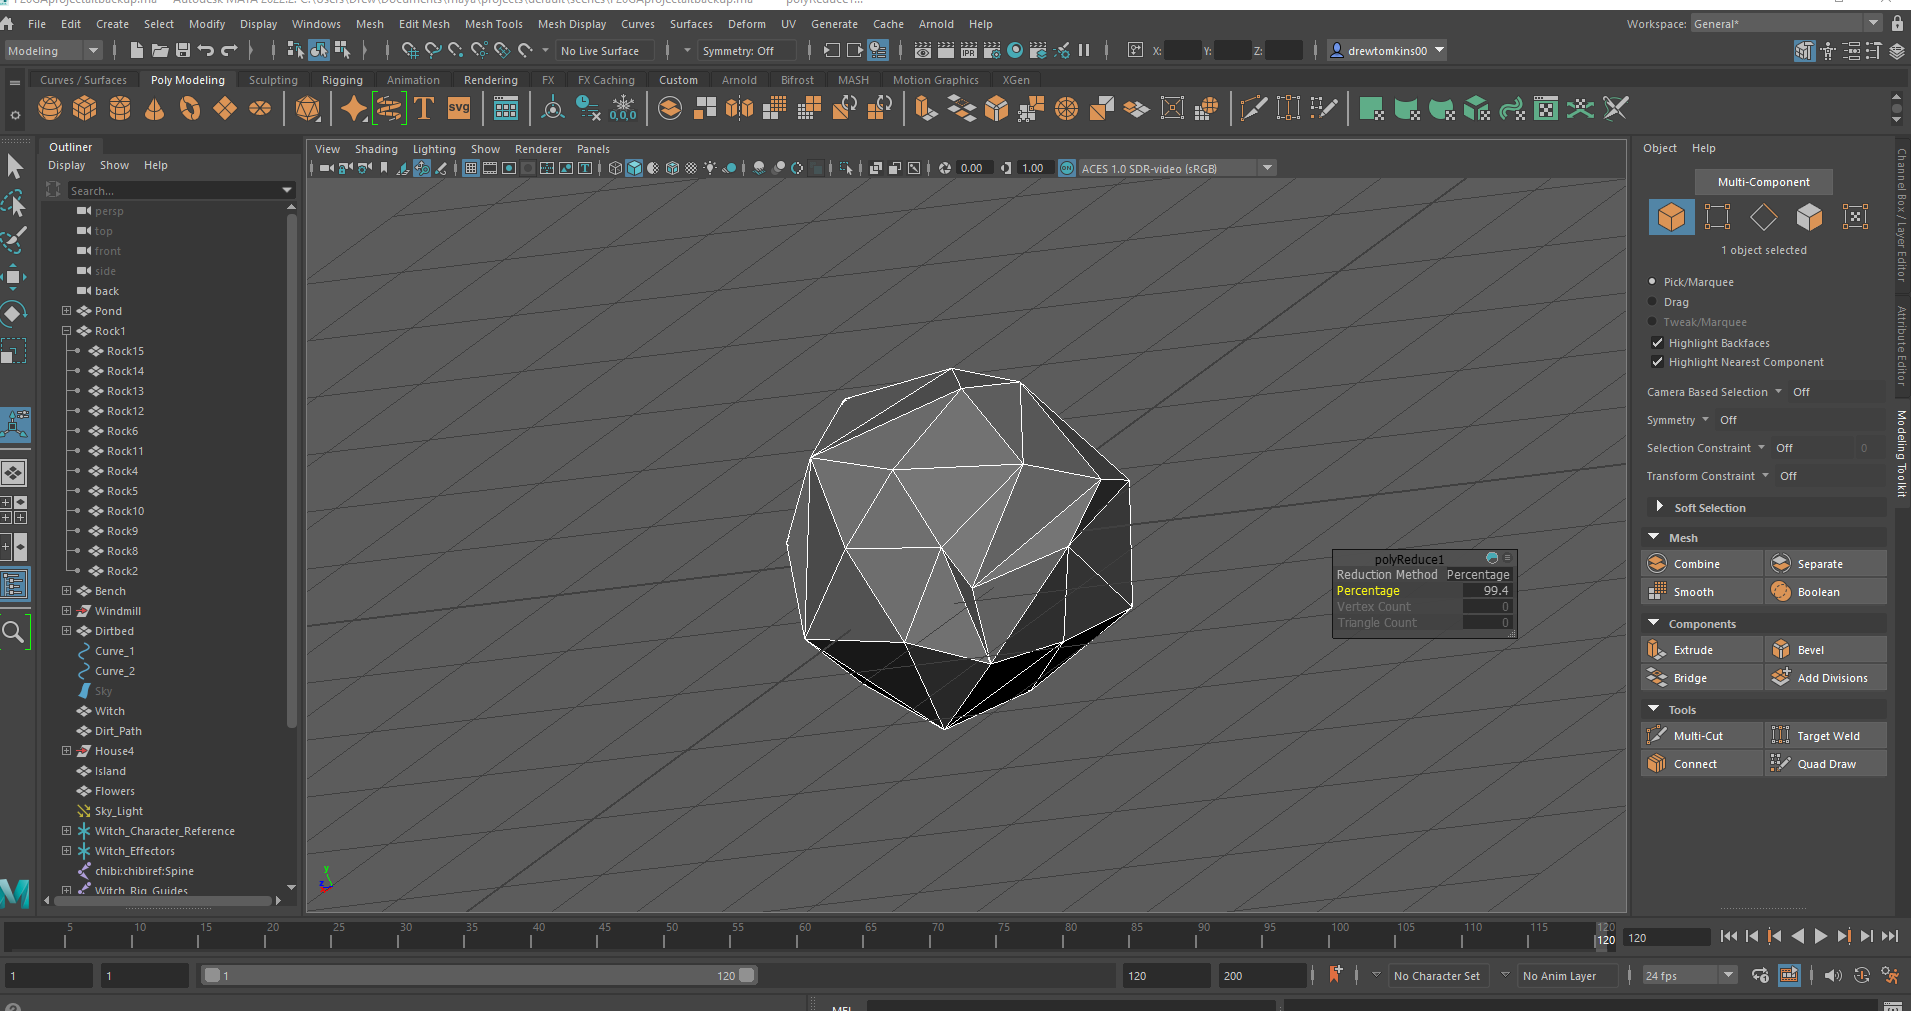 File Edit Create Select Modify Display Windows Mesh Edit Mesh Mesh Tools Mesh Display Curves Surfaces Deform UV Generate Cache Arnold Help
Workspace: General*
Modeling
No Live Surface
Symmetry: Off
IPR
X: Y: Z:
drewtomkins00
Curves / Surfaces Poly Modeling Sculpting Rigging Animation Rendering FX FX Caching Custom Arnold Bifrost MASH Motion Graphics XGen
T
svg
0,0,0
Outliner
Display Show Help
Search...
persp
top
front
side
back
Pond
Rock1
Rock15
Rock14
Rock13
Rock12
Rock6
Rock11
Rock4
Rock5
Rock10
Rock9
Rock8
Rock2
Bench
Windmill
Dirtbed
Curve_1
Curve_2
Sky
Witch
Dirt_Path
House4
Island
Flowers
Sky_Light
Witch_Character_Reference
Witch_Effectors
chibi:chibiref:Spine
Witch_Rig_Guides
View Shading Lighting Show Renderer Panels
0.00 1.00 ON ACES 1.0 SDR-video (sRGB)
polyReduce1
Reduction Method Percentage
Percentage 99.4
Vertex Count 0
Triangle Count 0
y
z
Object Help
Multi-Component
1 object selected
Pick/Marquee
Drag
Tweak/Marquee
Highlight Backfaces
Highlight Nearest Component
Camera Based Selection Off
Symmetry Off
Selection Constraint Off 0
Transform Constraint Off
Soft Selection
Mesh
Combine Separate
Smooth Boolean
Components
Extrude Bevel
Bridge Add Divisions
Tools
Multi-Cut Target Weld
Connect Quad Draw
Channel Box / Layer Editor
Attribute Editor
Modeling Toolkit
5 10 15 20 25 30 35 40 45 50 55 60 65 70 75 80 85 90 95 100 105 110 115 120
120
120
1 1 1 120 120 200 No Character Set No Anim Layer 24 fps
MEL